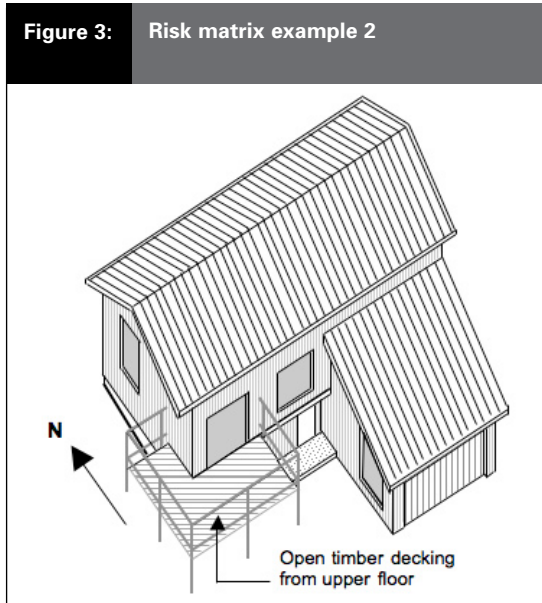 Figure 3: Risk matrix example 2
N
Open timber decking
from upper floor